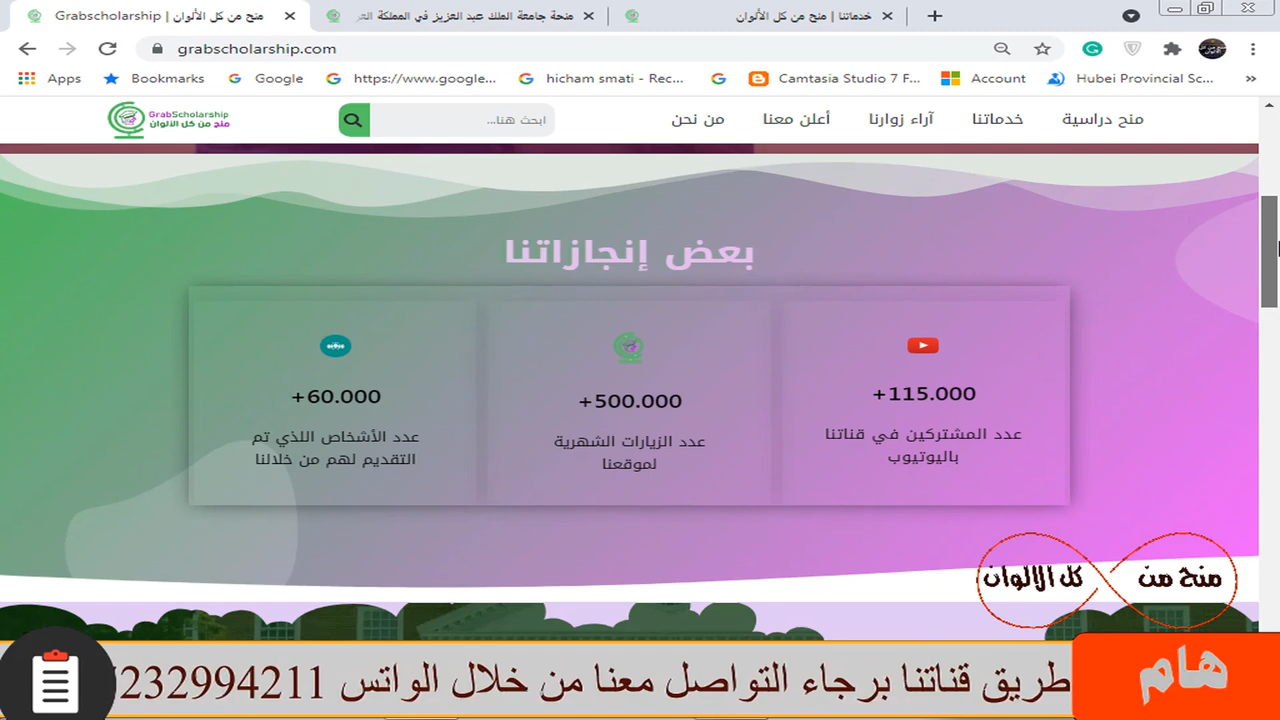 Grabscholarship | منح من كل الألوان
منحة جامعة الملك عبد العزيز في المملكة العر
خدماتنا | منح من كل الألوان
grabscholarship.com
Apps
Bookmarks
Google
https://www.google...
hicham smati - Rec...
Camtasia Studio 7 F...
Account
Hubei Provincial Sc...
»
GrabScholarship
منح من كل الألوان
ابحث هنا...
منح دراسية
خدماتنا
آراء زوارنا
أعلن معنا
من نحن
بعض إنجازاتنا
+115.000
عدد المشتركين في قناتنا
باليوتيوب
+500.000
عدد الزيارات الشهرية
لموقعنا
+60.000
عدد الأشخاص اللذي تم
التقديم لهم من خلالنا
منح من كل الالوان
هام
طريق قناتنا برجاء التواصل معنا من خلال الواتس 232994211